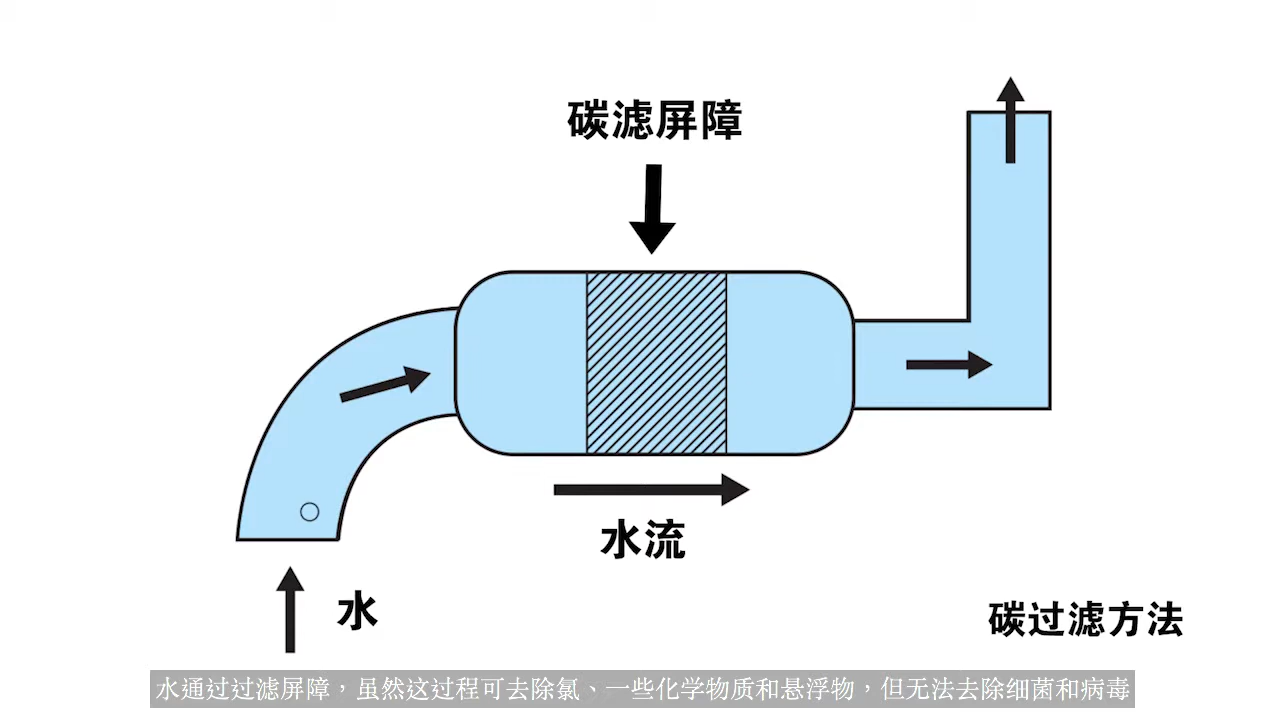 碳滤屏障
水流
水
碳过滤方法
水通过过滤屏障，虽然这过程可去除氯、一些化学物质和悬浮物，但无法去除细菌和病毒